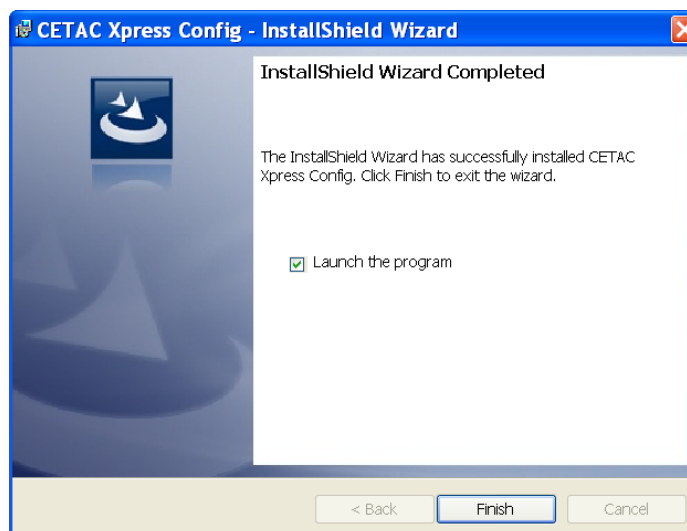 CETAC Xpress Config - InstallShield Wizard
InstallShield Wizard Completed
The InstallShield Wizard has successfully installed CETAC
Xpress Config. Click Finish to exit the wizard.
Launch the program
< Back
Finish
Cancel